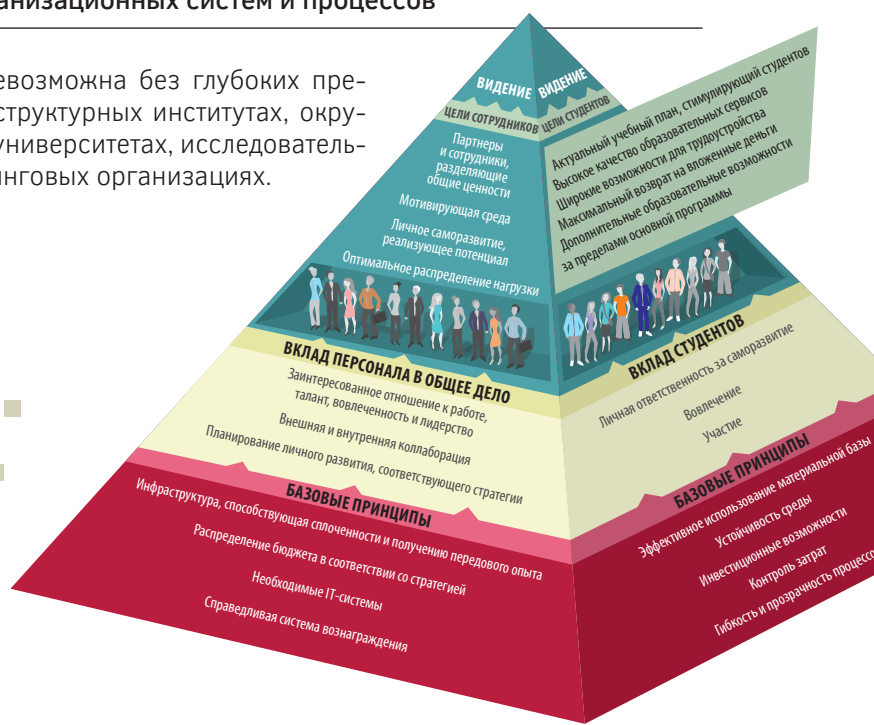 анизационных систем и процессов
евозможна без глубоких пре-
структурных институтах, окру-
университетах, исследователь-
инговых организациях.
ВИДЕНИЕ
ЦЕЛИ СОТРУДНИКОВ
Партнеры
и сотрудники,
разделяющие
общие ценности
Мотивирующая среда
Личное саморазвитие,
реализующее потенциал
Оптимальное распределение нагрузки
ВИДЕНИЕ
ЦЕЛИ СТУДЕНТОВ
Актуальный учебный план, стимулирующий студентов
Высокое качество образовательных сервисов
Широкие возможности для трудоустройства
Максимальный возврат на вложенные деньги
Дополнительные образовательные возможности
за пределами основной программы
ВКЛАД ПЕРСОНАЛА В ОБЩЕЕ ДЕЛО
Заинтересованное отношение к работе,
талант, вовлеченность и лидерство
Внешняя и внутренняя коллаборация
Планирование личного развития, соответствующего стратегии
ВКЛАД СТУДЕНТОВ
Личная ответственность за саморазвитие
Вовлечение
Участие
БАЗОВЫЕ ПРИНЦИПЫ
Инфраструктура, способствующая сплоченности и получению передового опыта
Распределение бюджета в соответствии со стратегией
Необходимые IT-системы
Справедливая система вознаграждения
БАЗОВЫЕ ПРИНЦИПЫ
Эффективное использование материальной базы
Устойчивость среды
Инвестиционные возможности
Контроль затрат
Гибкость и прозрачность процессо